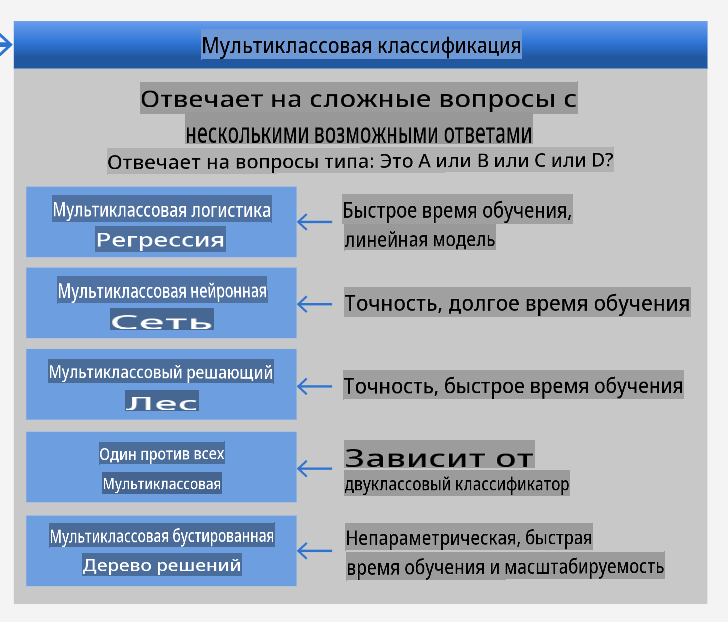 Мультиклассовая классификация
Отвечает на сложные вопросы с
несколькими возможными ответами
Отвечает на вопросы типа: Это A или B или C или D?
Мультиклассовая логистика
Регрессия
Быстрое время обучения,
линейная модель
Мультиклассовая нейронная
Сеть
Точность, долгое время обучения
Мультиклассовый решающий
Лес
Точность, быстрое время обучения
Один против всех
Мультиклассовая
Зависит от
двуклассовый классификатор
Мультиклассовая бустированная
Дерево решений
Непараметрическая, быстрая
время обучения и масштабируемость